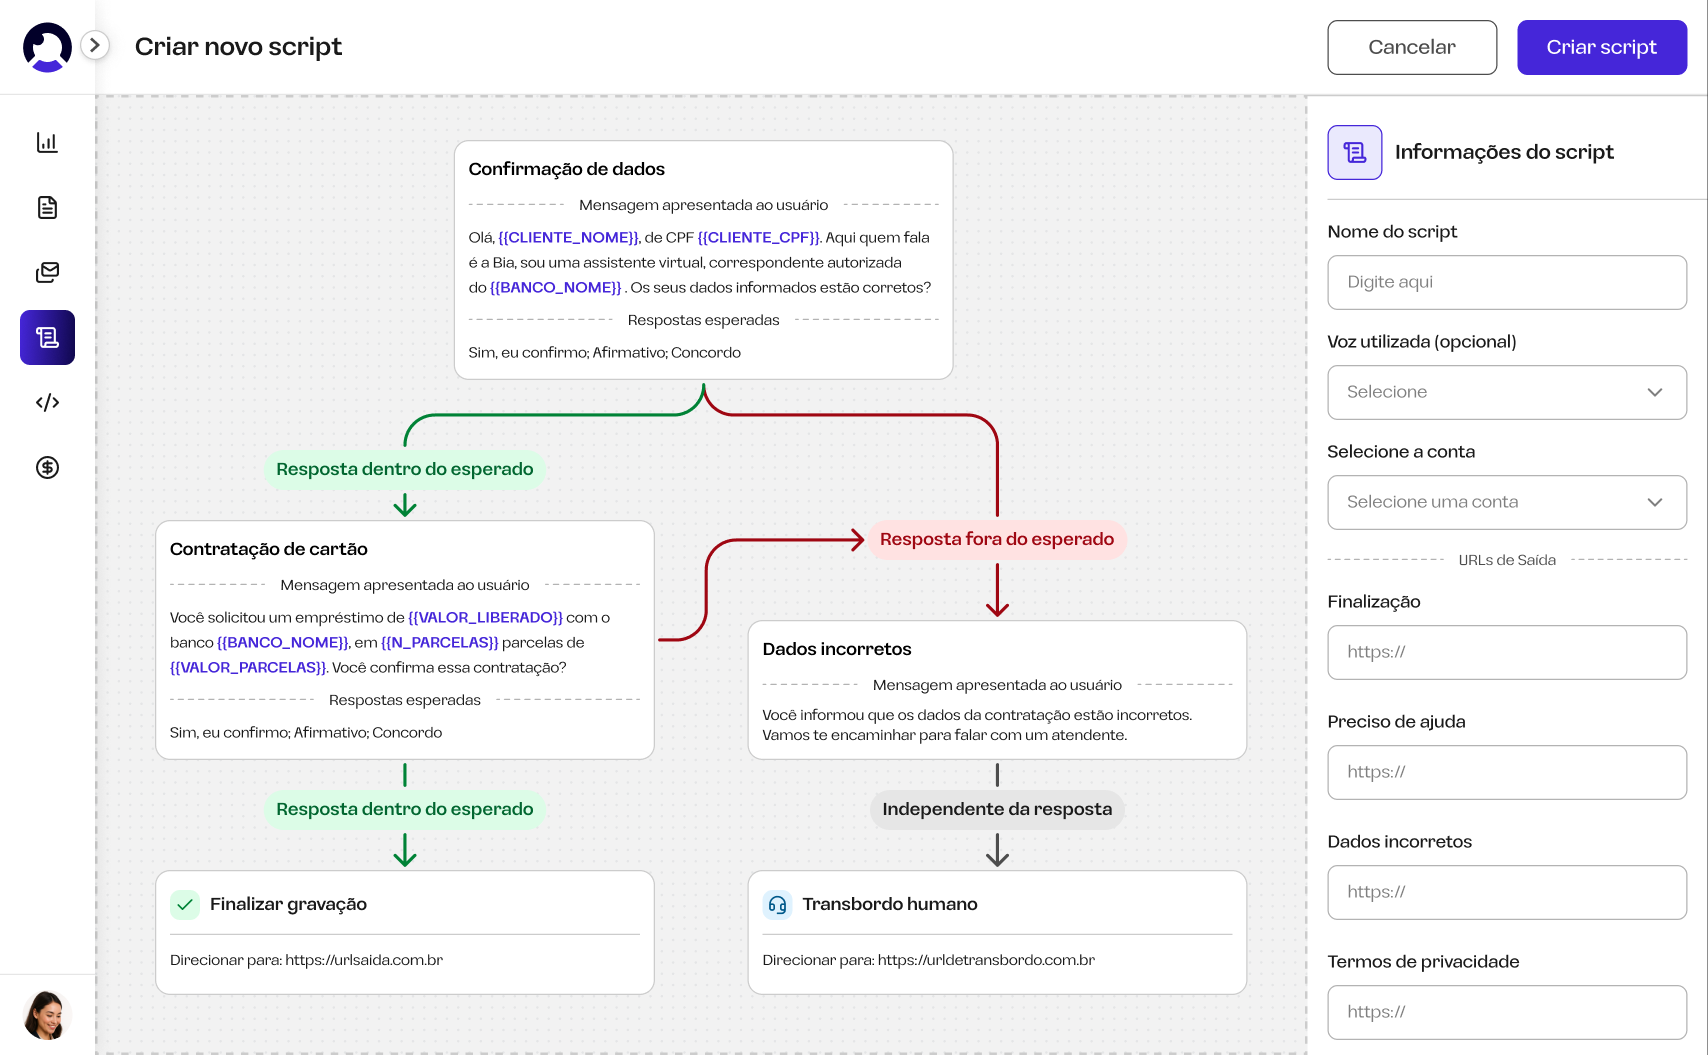 Criar novo script
Cancelar
Criar script
Confirmação de dados
Mensagem apresentada ao usuário
Olá, {{CLIENTE_NOME}}, de CPF {{CLIENTE_CPF}}. Aqui quem fala
é a Bia, sou uma assistente virtual, correspondente autorizada
do {{BANCO_NOME}} . Os seus dados informados estão corretos?
Respostas esperadas
Sim, eu confirmo; Afirmativo; Concordo
Resposta dentro do esperado
Contratação de cartão
Mensagem apresentada ao usuário
Você solicitou um empréstimo de {{VALOR_LIBERADO}} com o
banco {{BANCO_NOME}}, em {{N_PARCELAS}} parcelas de
{{VALOR_PARCELAS}}. Você confirma essa contratação?
Respostas esperadas
Sim, eu confirmo; Afirmativo; Concordo
Resposta fora do esperado
Dados incorretos
Mensagem apresentada ao usuário
Você informou que os dados da contratação estão incorretos.
Vamos te encaminhar para falar com um atendente.
Resposta dentro do esperado
Independente da resposta
Finalizar gravação
Direcionar para: https://urlsaida.com.br
Transbordo humano
Direcionar para: https://urldetransbordo.com.br
Informações do script
Nome do script
Digite aqui
Voz utilizada (opcional)
Selecione
Selecione a conta
Selecione uma conta
URLs de Saída
Finalização
https://
Preciso de ajuda
https://
Dados incorretos
https://
Termos de privacidade
https://